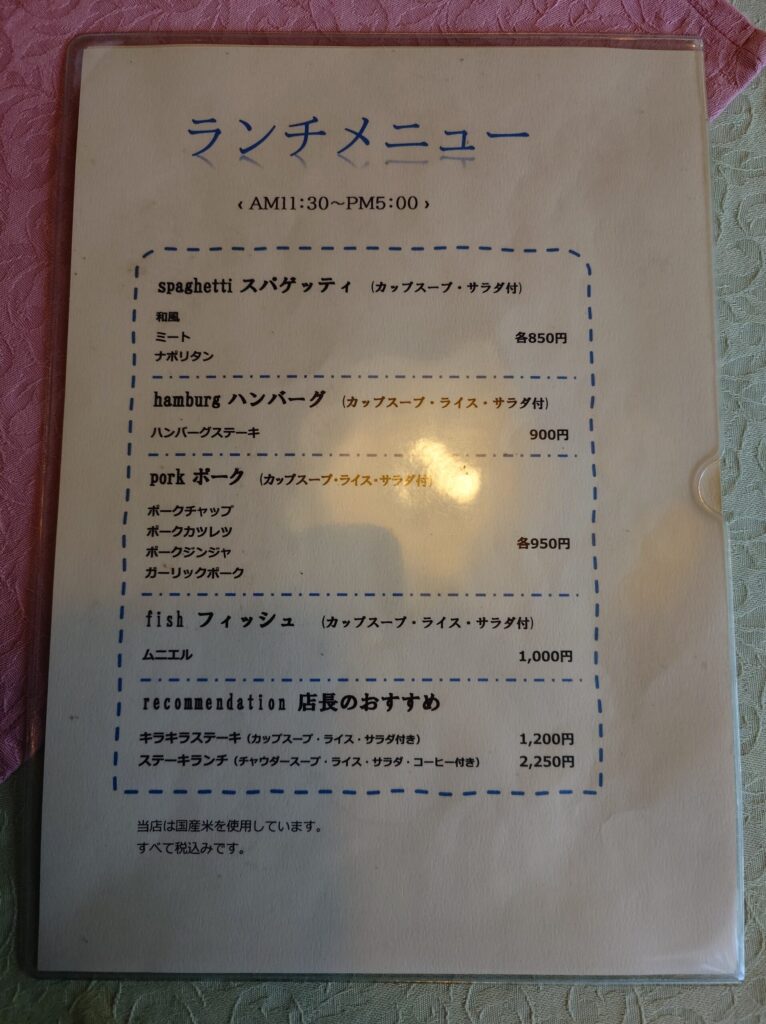 ランチメニュー
‹ AM11:30～PM5:00 ›
spaghetti スパゲッティ (カップスープ・サラダ付)
和風
ミート 各850円
ナポリタン
hamburg ハンバーグ (カップスープ・ライス・サラダ付)
ハンバーグステーキ 900円
pork ポーク (カップスープ・ライス・サラダ付)
ポークチャップ
ポークカツレツ
ポークジンジャ 各950円
ガーリックポーク
fish フィッシュ (カップスープ・ライス・サラダ付)
ムニエル 1,000円
recommendation 店長のおすすめ
キラキラステーキ (カップスープ・ライス・サラダ付き) 1,200円
ステーキランチ (チャウダースープ・ライス・サラダ・コーヒー付き) 2,250円
当店は国産米を使用しています。
すべて税込みです。